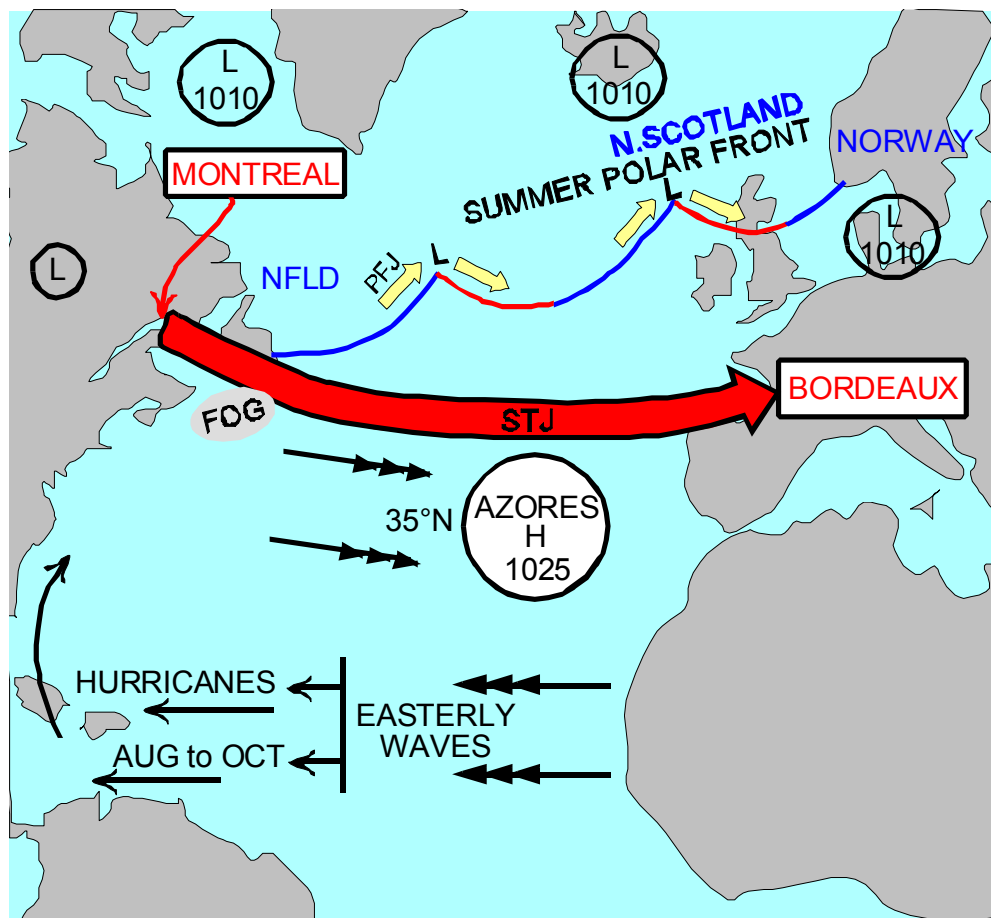 L
1010
L
1010
N.SCOTLAND
SUMMER POLAR FRONT
NORWAY
MONTREAL
L
L
1010
L
L
NFLD
PFJ
BORDEAUX
FOG
STJ
35°N
AZORES
H
1025
HURRICANES
EASTERLY
WAVES
AUG to OCT